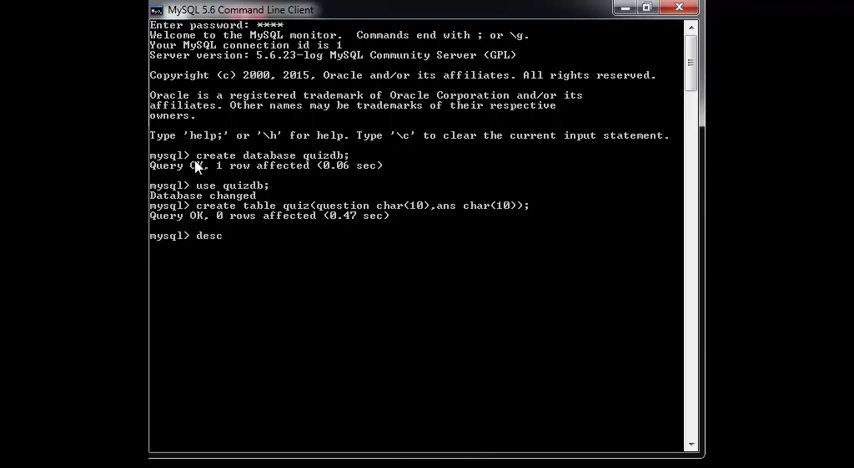 MySQL 5.6 Command Line Client
Enter password: ****
Welcome to the MySQL monitor.  Commands end with ; or \g.
Your MySQL connection id is 1
Server version: 5.6.23-log MySQL Community Server (GPL)
Copyright (c) 2000, 2015, Oracle and/or its affiliates. All rights reserved.
Oracle is a registered trademark of Oracle Corporation and/or its
affiliates. Other names may be trademarks of their respective
owners.
Type 'help;' or '\h' for help. Type '\c' to clear the current input statement.
mysql> create database quizdb;
Query OK, 1 row affected (0.06 sec)
mysql> use quizdb;
Database changed
mysql> create table quiz(question char(10),ans char(10));
Query OK, 0 rows affected (0.47 sec)
mysql> desc